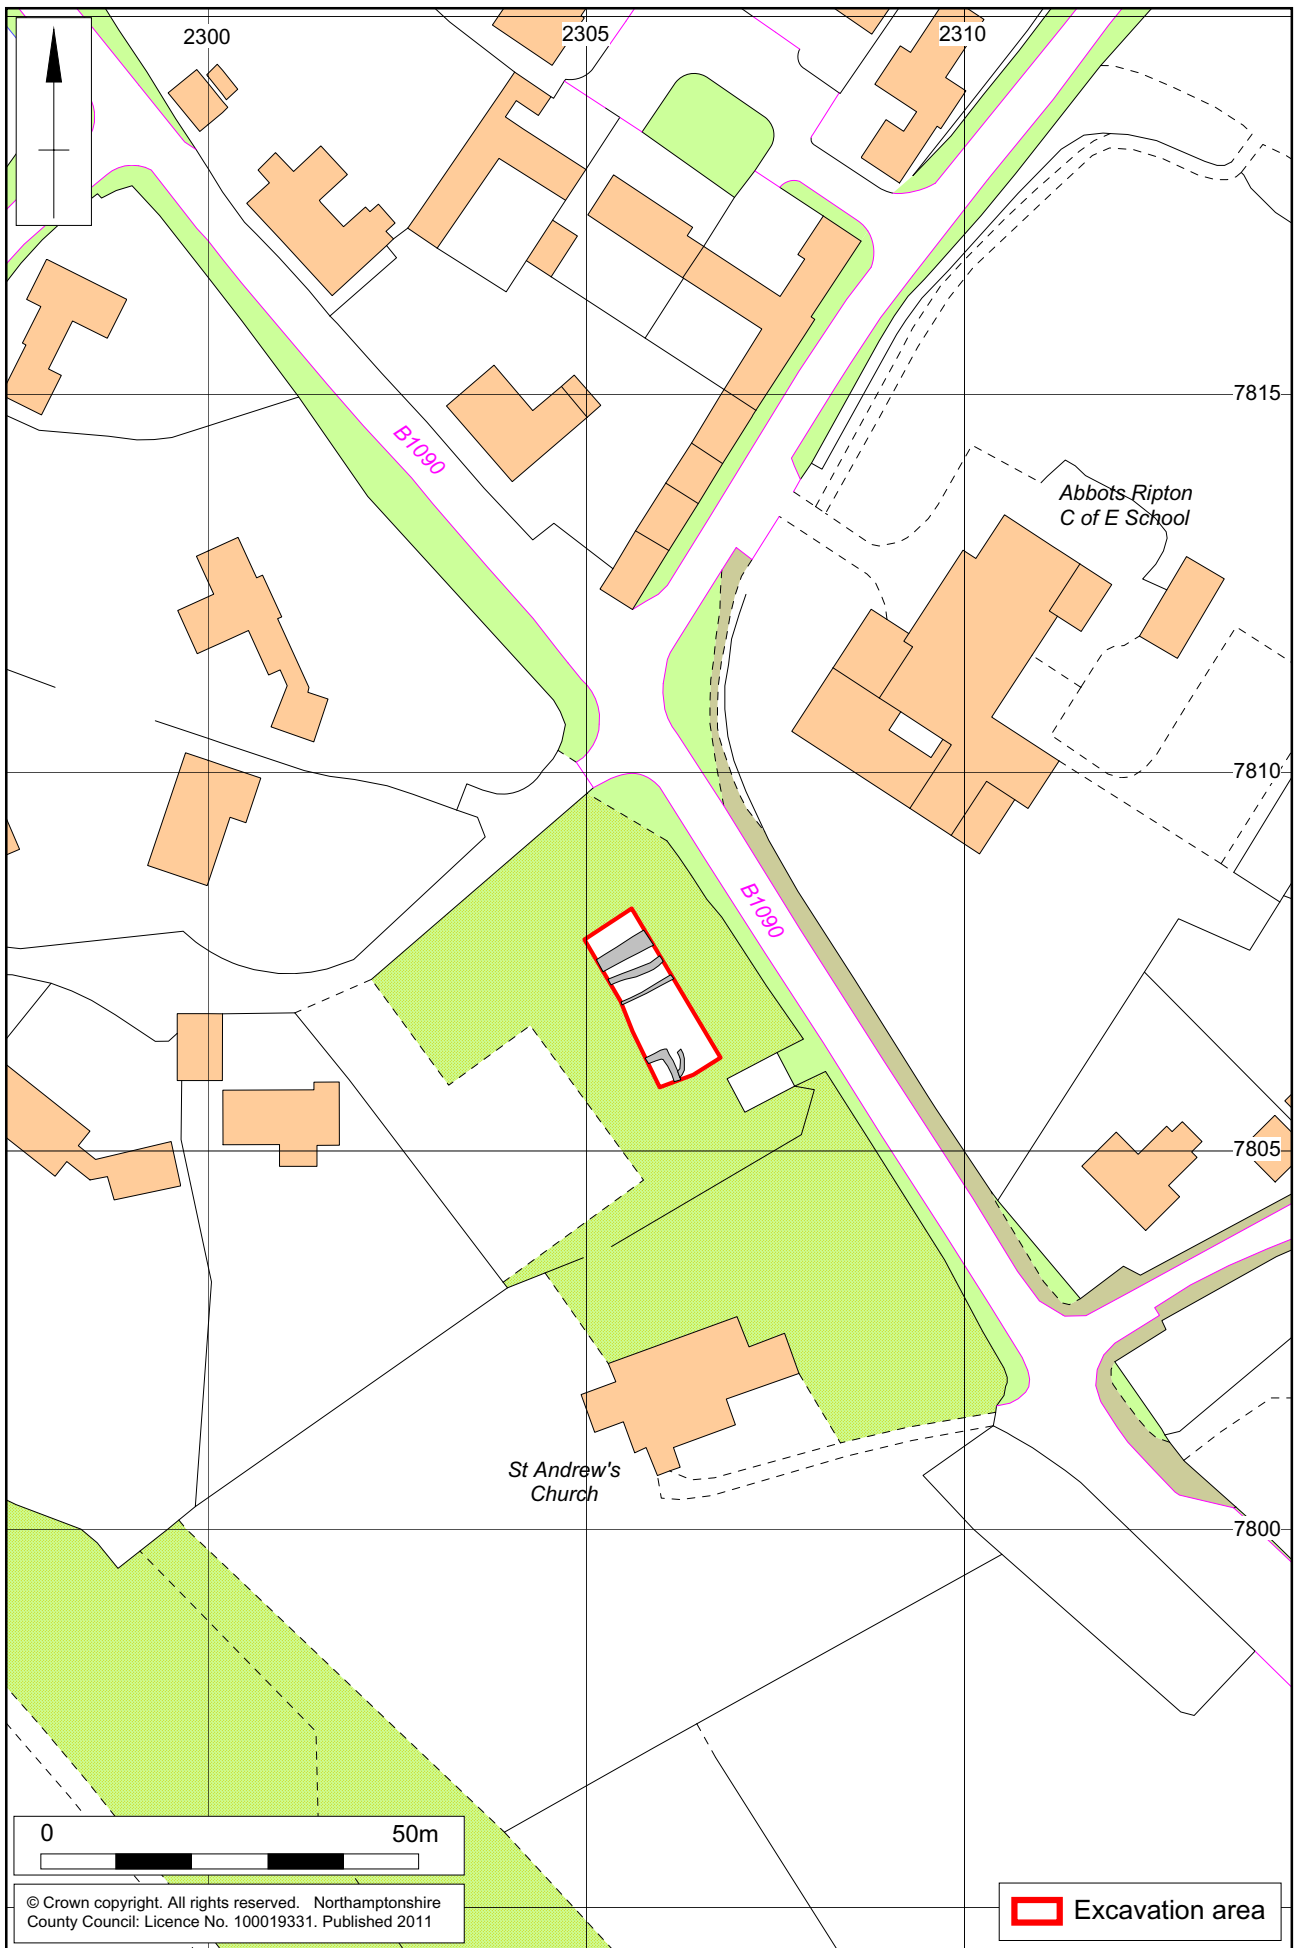 2300
2305
2310
7815
B1090
Abbots Ripton
C of E School
7810
B1090
7805
St Andrew's
Church
7800
0 50m
© Crown copyright. All rights reserved. Northamptonshire
County Council: Licence No. 100019331. Published 2011
Excavation area